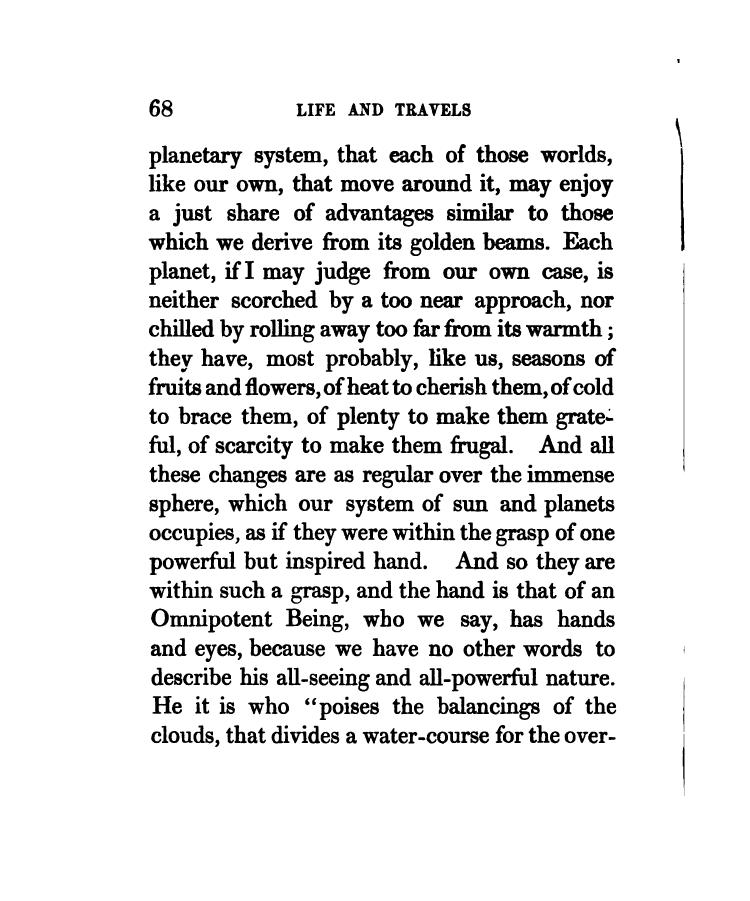 68 LIFE AND TRAVELS
planetary system, that each of those worlds,
like our own, that move around it, may enjoy
a just share of advantages similar to those
which we derive from its golden beams. Each
planet, if I may judge from our own case, is
neither scorched by a too near approach, nor
chilled by rolling away too far from its warmth ;
they have, most probably, like us, seasons of
fruits and flowers, of heat to cherish them, of cold
to brace them, of plenty to make them grate-
ful, of scarcity to make them frugal. And all
these changes are as regular over the immense
sphere, which our system of sun and planets
occupies, as if they were within the grasp of one
powerful but inspired hand. And so they are
within such a grasp, and the hand is that of an
Omnipotent Being, who we say, has hands
and eyes, because we have no other words to
describe his all-seeing and all-powerful nature.
He it is who “poises the balancings of the
clouds, that divides a water-course for the over-